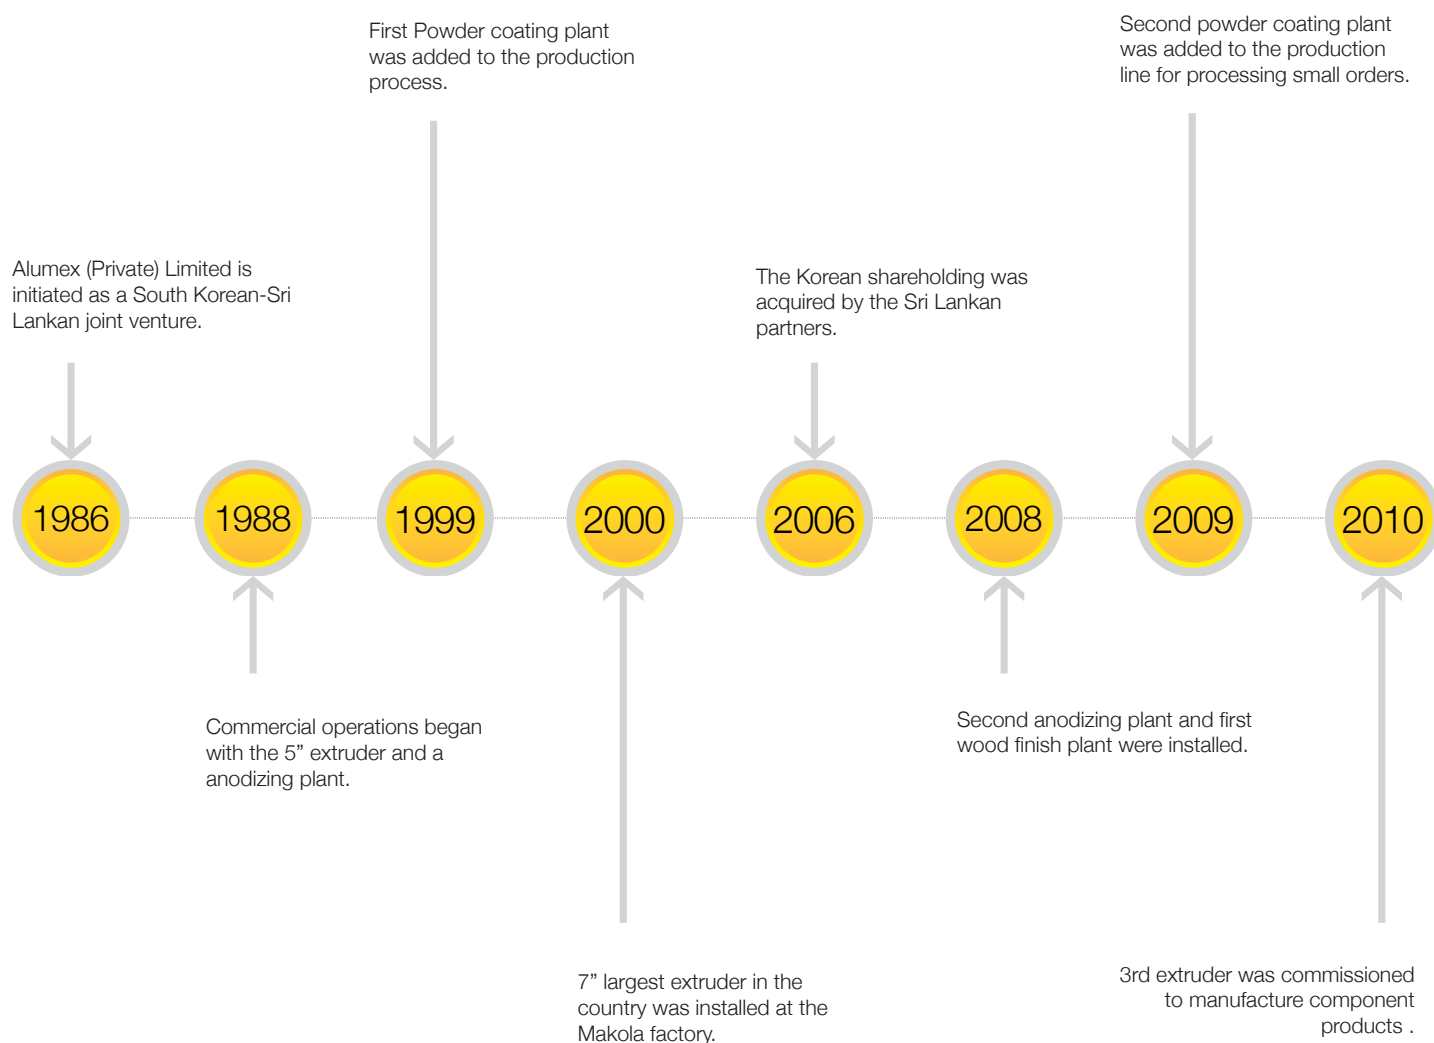 First Powder coating plant
was added to the production
process.
Second powder coating plant
was added to the production
line for processing small orders.
Alumex (Private) Limited is
initiated as a South Korean-Sri
Lankan joint venture.
The Korean shareholding was
acquired by the Sri Lankan
partners.
1986
1988
1999
2000
2006
2008
2009
2010
Commercial operations began
with the 5” extruder and a
anodizing plant.
Second anodizing plant and first
wood finish plant were installed.
7” largest extruder in the
country was installed at the
Makola factory.
3rd extruder was commissioned
to manufacture component
products .